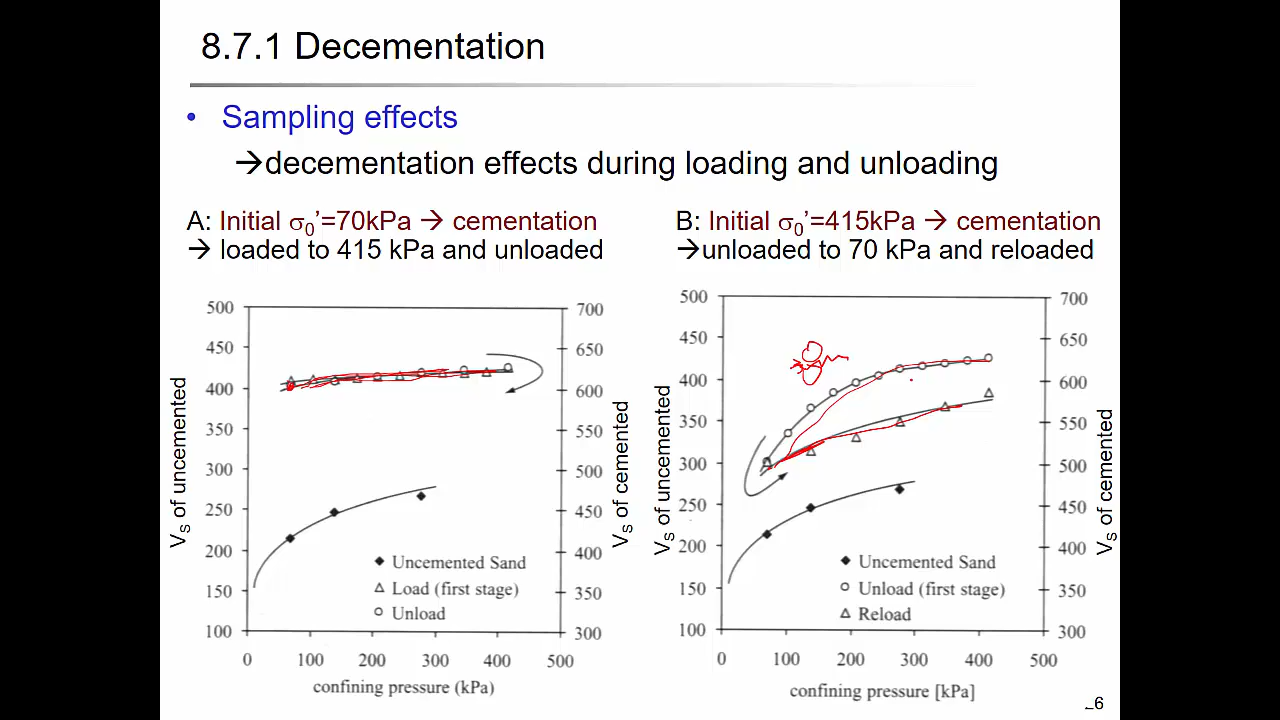 8.7.1 Decementation
• Sampling effects
→decementation effects during loading and unloading
A: Initial σ0’=70kPa → cementation
→ loaded to 415 kPa and unloaded
B: Initial σ0’=415kPa → cementation
→unloaded to 70 kPa and reloaded
VS of uncemented
500
450
400
350
300
250
200
150
100
700
650
600
550
500
450
400
350
300
VS of cemented
◆ Uncemented Sand
△ Load (first stage)
○ Unload
0 100 200 300 400 500
confining pressure (kPa)
VS of uncemented
500
450
400
350
300
250
200
150
100
700
650
600
550
500
450
400
350
300
VS of cemented
◆ Uncemented Sand
○ Unload (first stage)
△ Reload
0 100 200 300 400 500
confining pressure [kPa]
6